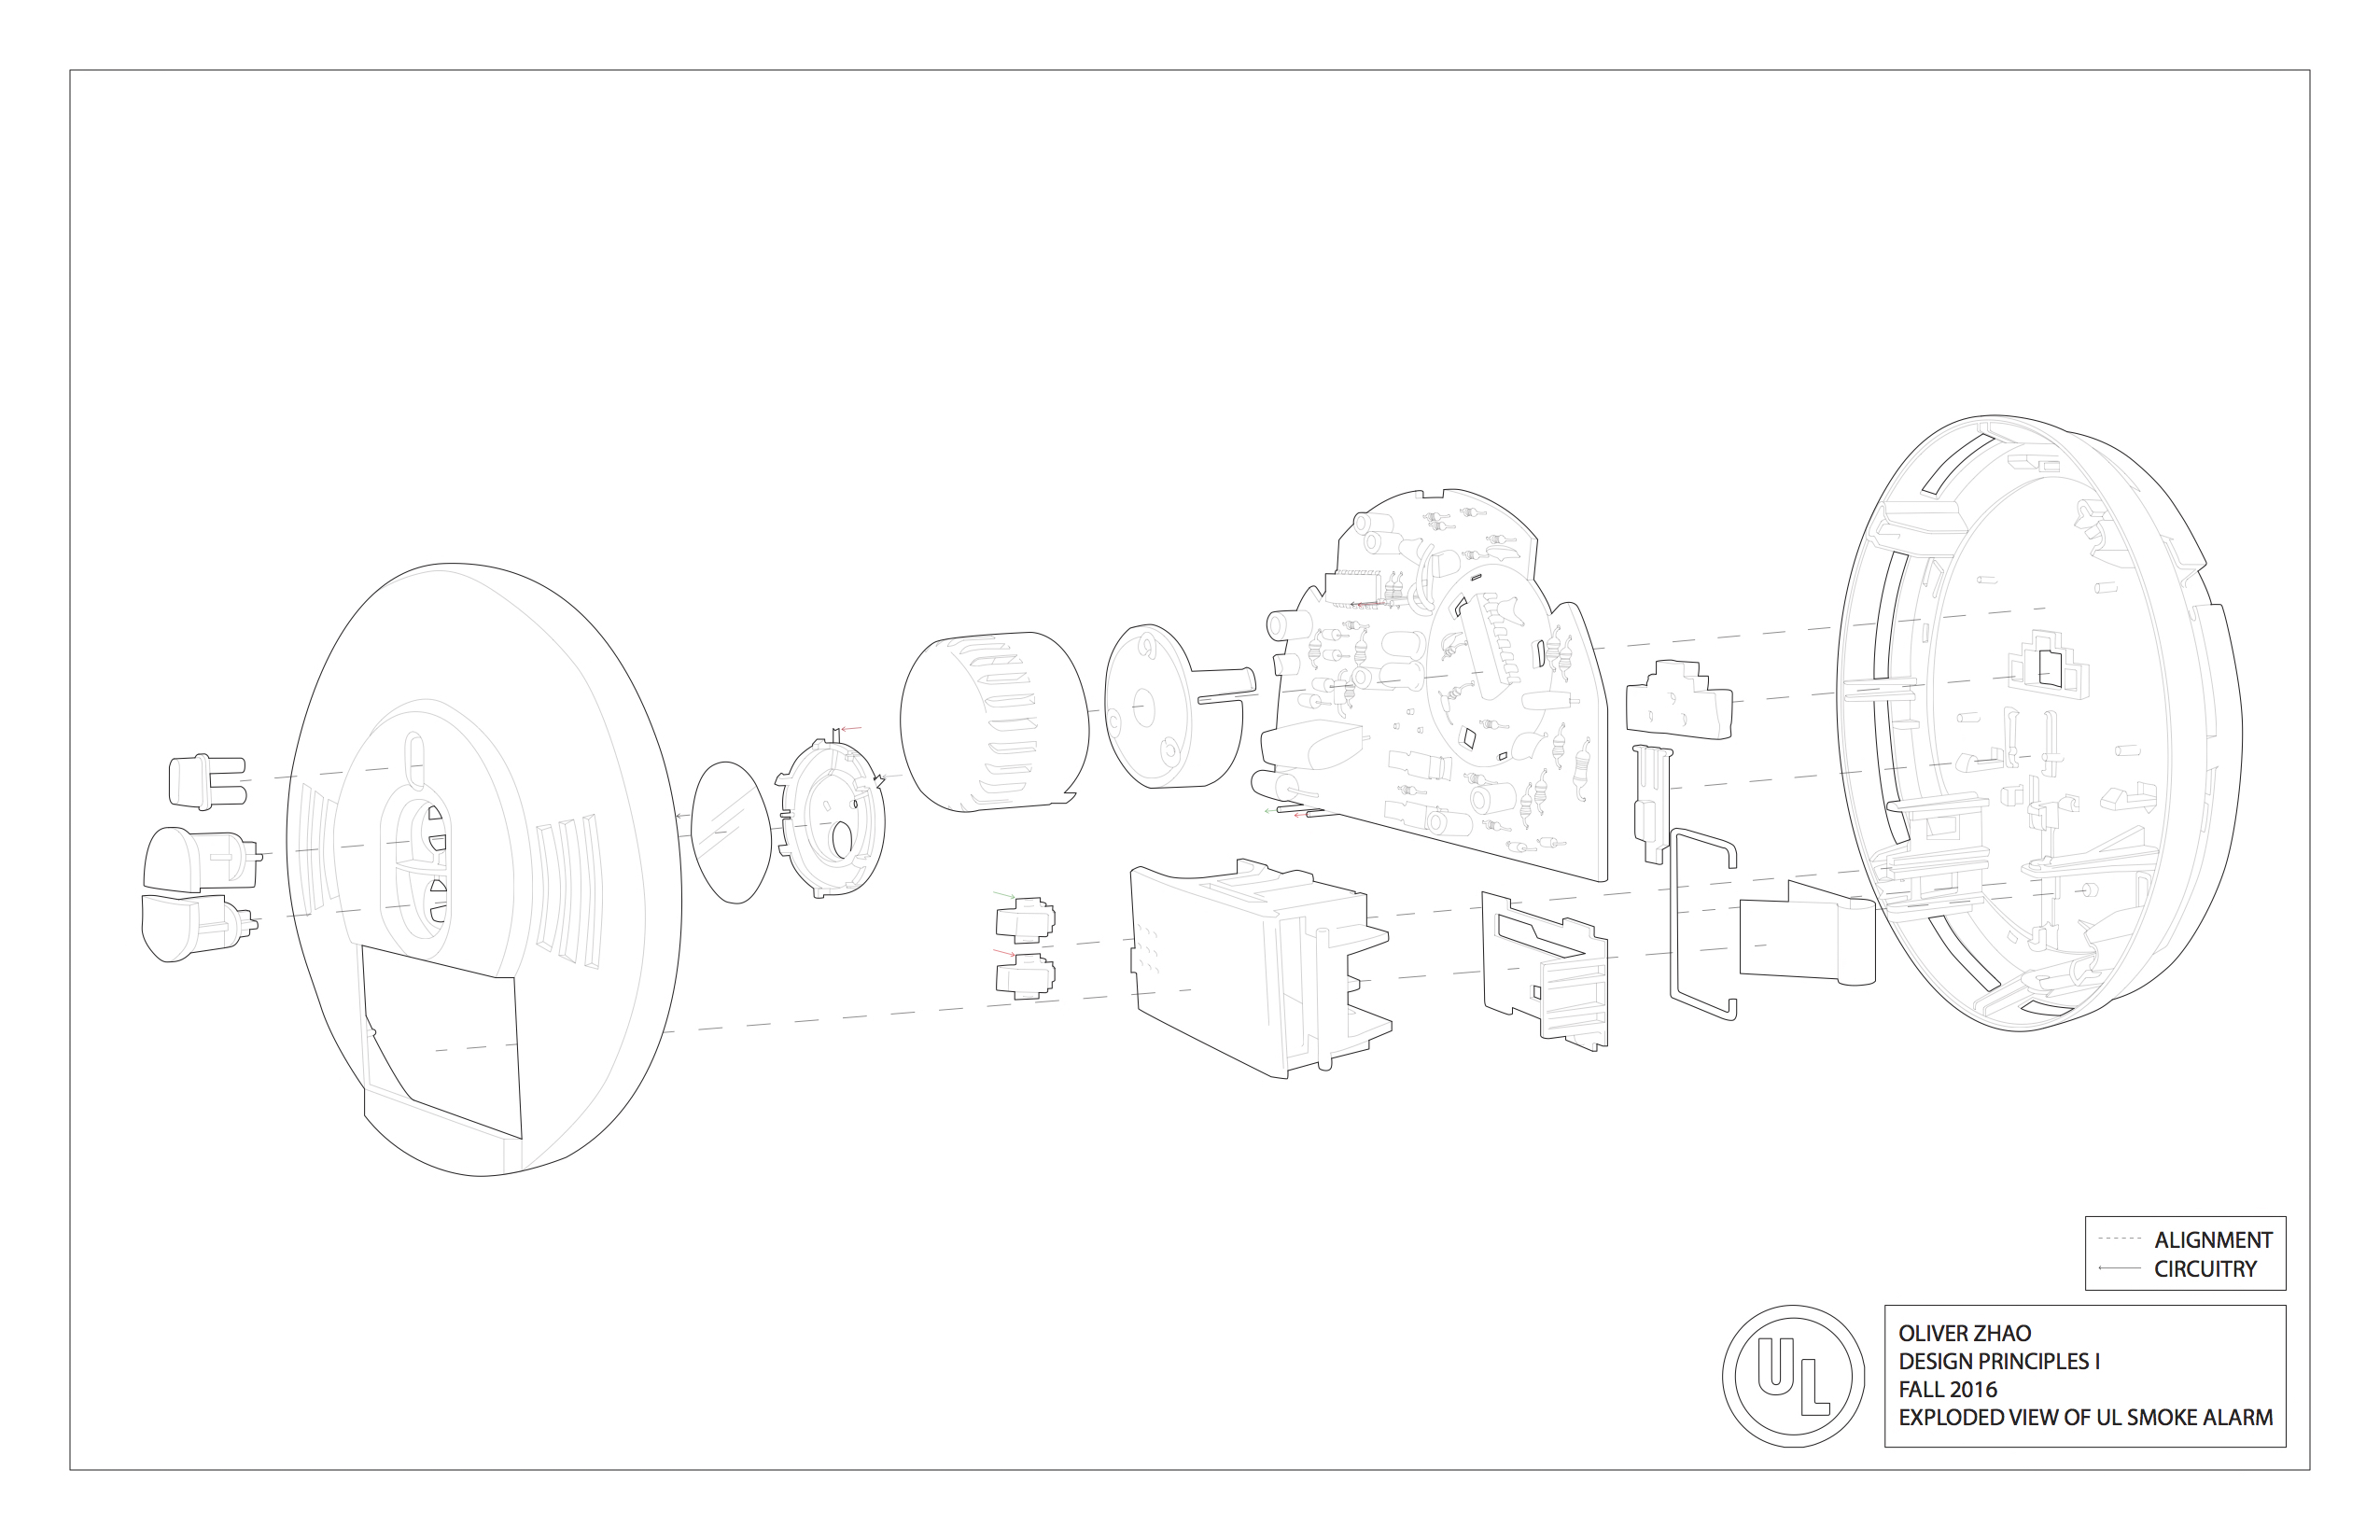 ALIGNMENT
CIRCUITRY
UL
OLIVER ZHAO
DESIGN PRINCIPLES I
FALL 2016
EXPLODED VIEW OF UL SMOKE ALARM